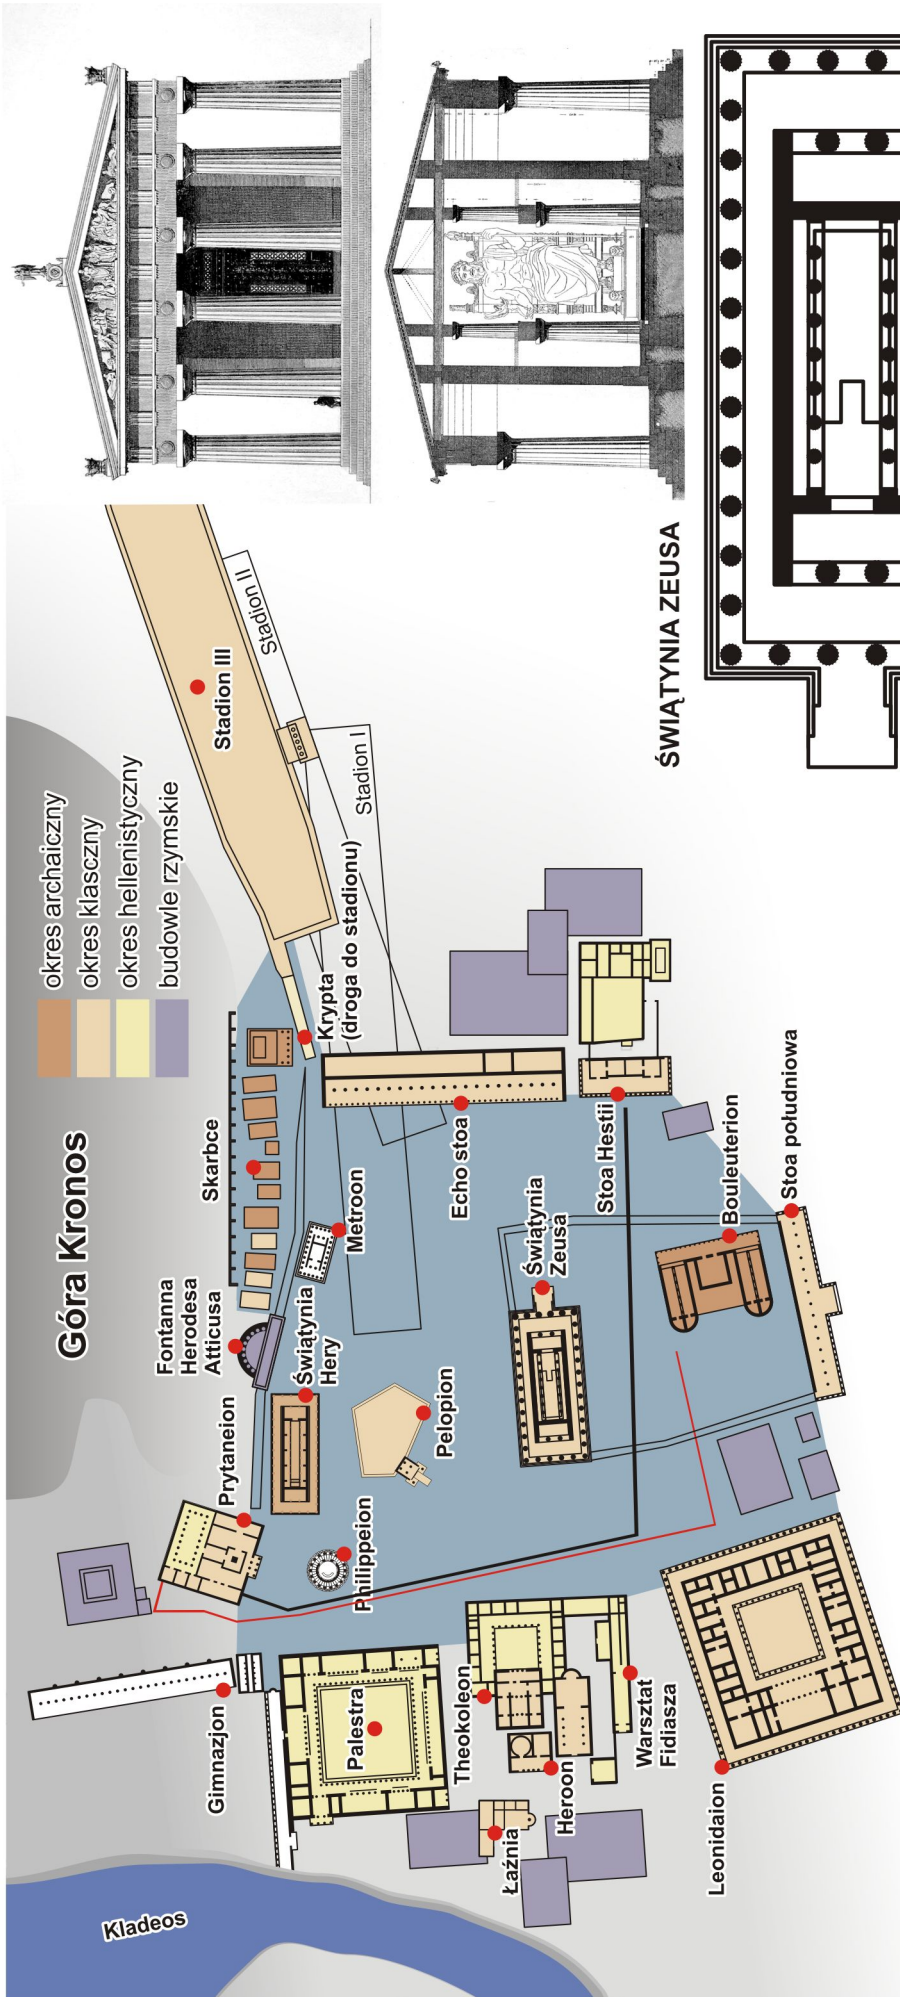 Góra Kronos
okres archaiczny
okres klasczny
okres hellenistyczny
budowle rzymskie
Kladeos
Gimnazjon
Palestra
Prytaneion
Philippeion
Fontanna
Herodesa
Atticusa
Świątynia
Hery
Pelopion
Skarbce
Metroon
Krypta
(droga do stadionu)
Stadion III
Stadion II
Stadion I
Echo stoa
Stoa Hestii
Świątynia
Zeusa
Bouleuterion
Stoa południowa
Theokoleon
Łaźnia
Heroon
Warsztat
Fidiasza
Leonidaion
ŚWIĄTYNIA ZEUSA